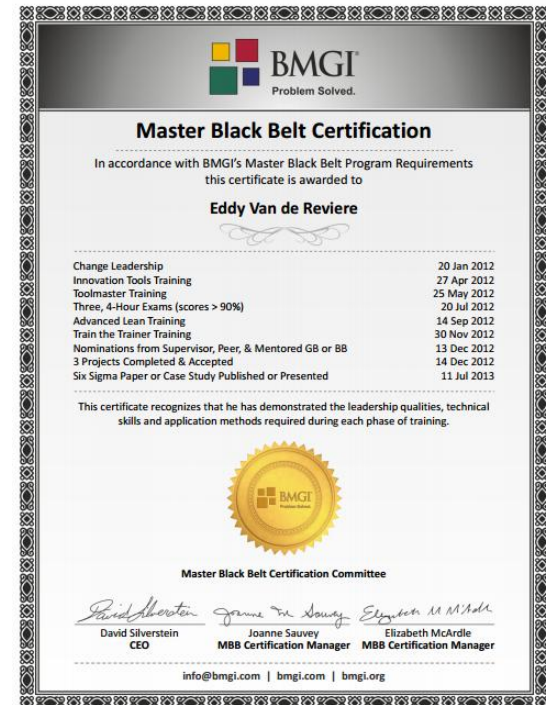 BMGI
Problem Solved.
Master Black Belt Certification
In accordance with BMGI's Master Black Belt Program Requirements
this certificate is awarded to
Eddy Van de Reviere
Change Leadership 20 Jan 2012
Innovation Tools Training 27 Apr 2012
Toolmaster Training 25 May 2012
Three, 4-Hour Exams (scores > 90%) 20 Jul 2012
Advanced Lean Training 14 Sep 2012
Train the Trainer Training 30 Nov 2012
Nominations from Supervisor, Peer, & Mentored GB or BB 13 Dec 2012
3 Projects Completed & Accepted 14 Dec 2012
Six Sigma Paper or Case Study Published or Presented 11 Jul 2013
This certificate recognizes that he has demonstrated the leadership qualities, technical
skills and application methods required during each phase of training.
BMGI
Problem Solved.
Master Black Belt Certification Committee
David Silverstein Joanne Sauvey Elizabeth McArdle
CEO MBB Certification Manager MBB Certification Manager
info@bmgi.com | bmgi.com | bmgi.org